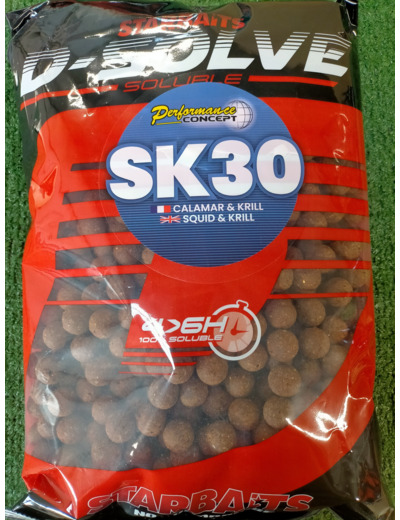 STARBAITS
D-SOLVE
SOLUBLE
Performance
CONCEPT
SK30
CALAMAR & KRILL
SQUID & KRILL
4>6H
100% SOLUBLE
STARBAITS